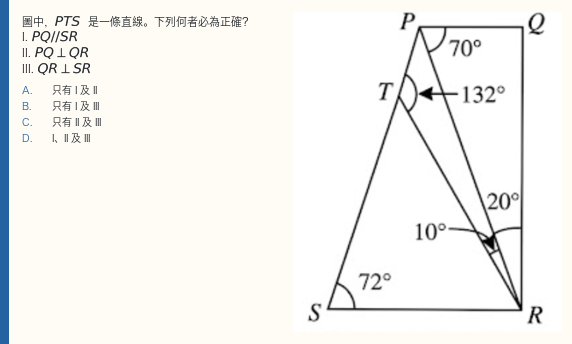 圖中，PTS 是一條直線。下列何者必為正確?
I. PQ//SR
II. PQ ⊥ QR
III. QR ⊥ SR
A. 只有 I 及 II
B. 只有 I 及 III
C. 只有 II 及 III
D. I、II 及 III
P
Q
70°
T
132°
20°
10°
72°
S
R